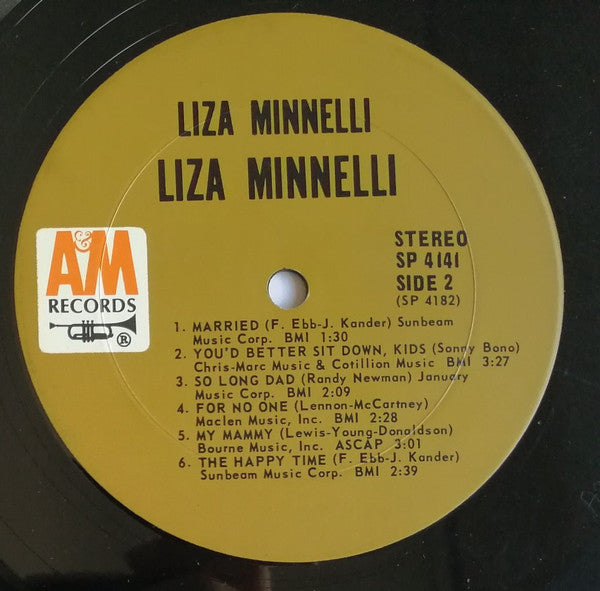 LIZA MINNELLI
LIZA MINNELLI
A&M
RECORDS
®
STEREO
SP 4141
SIDE 2
(SP 4182)
1. MARRIED (F. Ebb-J. Kander) Sunbeam
Music Corp. BMI 1:30
2. YOU'D BETTER SIT DOWN, KIDS (Sonny Bono)
Chris-Marc Music & Cotillion Music BMI 3:27
3. SO LONG DAD (Randy Newman) January
Music Corp. BMI 2:09
4. FOR NO ONE (Lennon-McCartney)
Maclen Music, Inc. BMI 2:28
5. MY MAMMY (Lewis-Young-Donaldson)
Bourne Music, Inc. ASCAP 3:01
6. THE HAPPY TIME (F. Ebb-J. Kander)
Sunbeam Music Corp. BMI 2:39